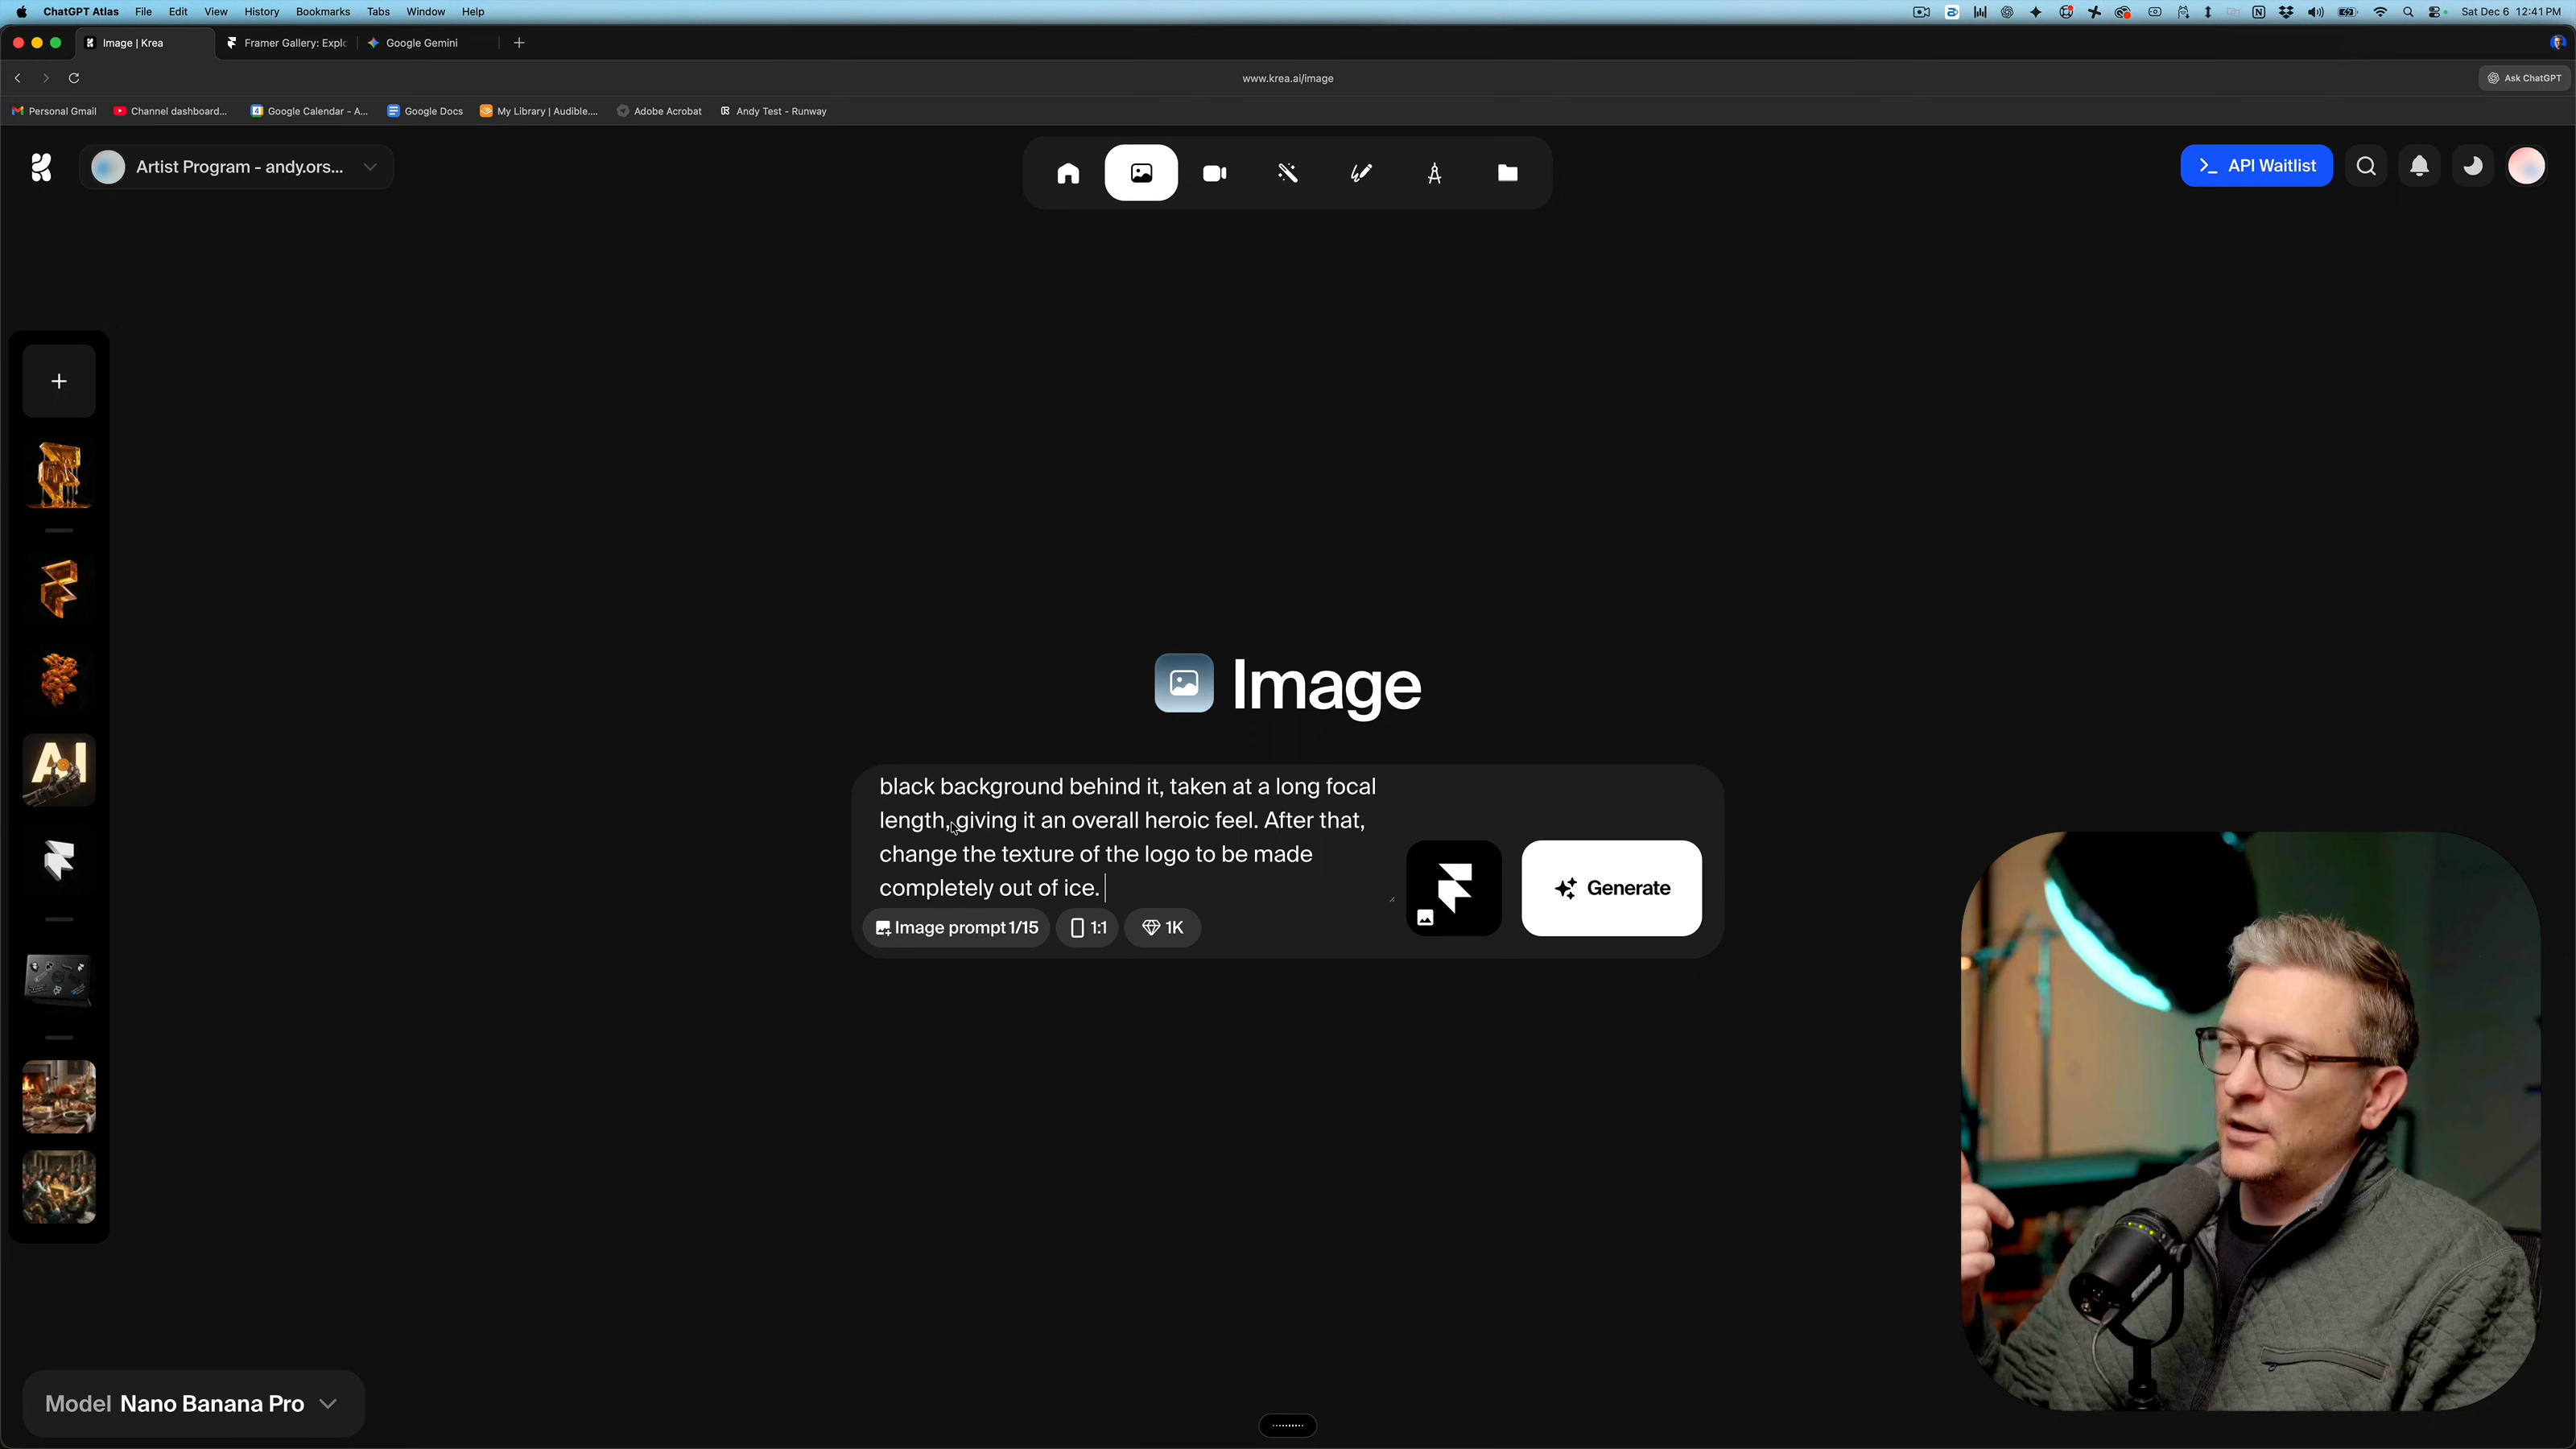 ChatGPT Atlas File Edit View History Bookmarks Tabs Window Help Sat Dec 6 12:41 PM
Image | Krea Framer Gallery: Explo Google Gemini
www.krea.ai/image Ask ChatGPT
Personal Gmail Channel dashboard... Google Calendar - A... Google Docs My Library | Audible.... Adobe Acrobat Andy Test - Runway
Artist Program - andy.ors... API Waitlist
AI
Image
black background behind it, taken at a long focal
length, giving it an overall heroic feel. After that,
change the texture of the logo to be made
completely out of ice.
Generate
Image prompt 1/15 1:1 1K
Model Nano Banana Pro